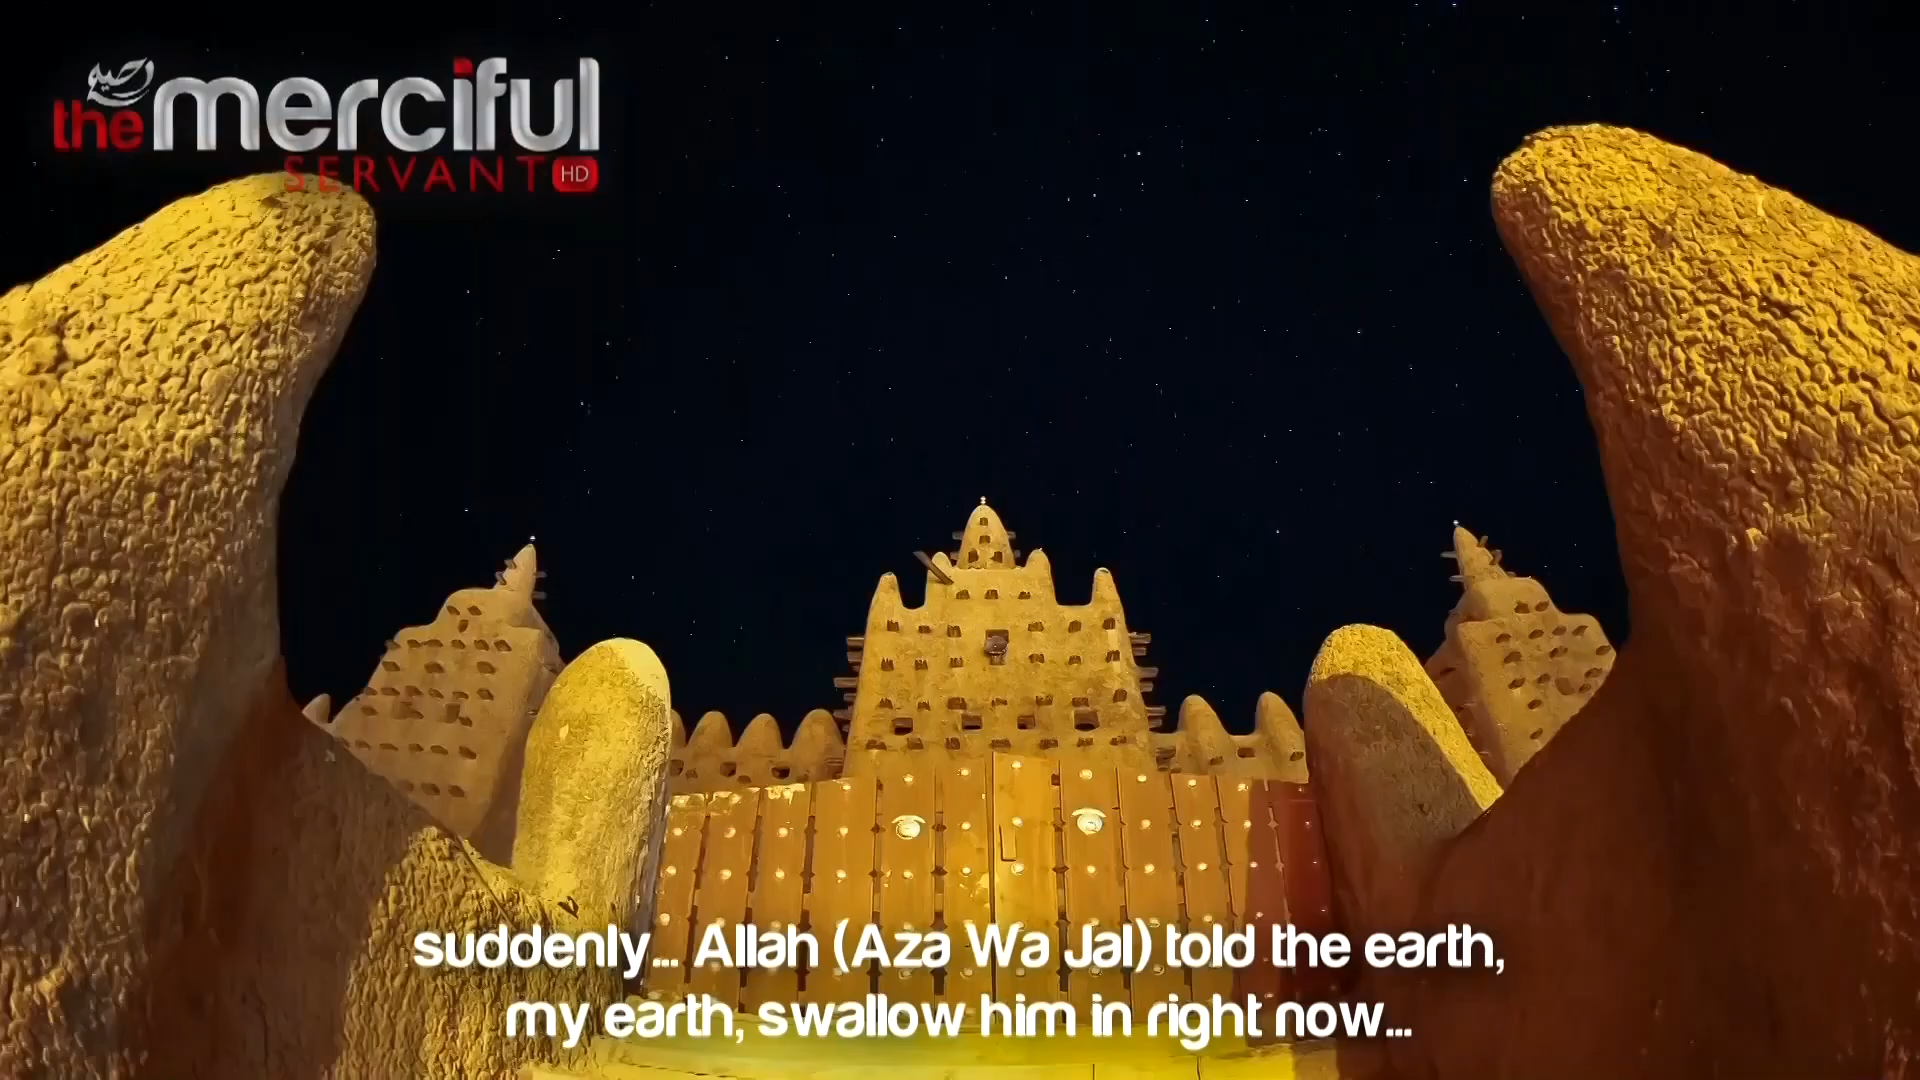 the merciful
SERVANT HD
suddenly... Allah (Aza Wa Jal) told the earth,
my earth, swallow him in right now...